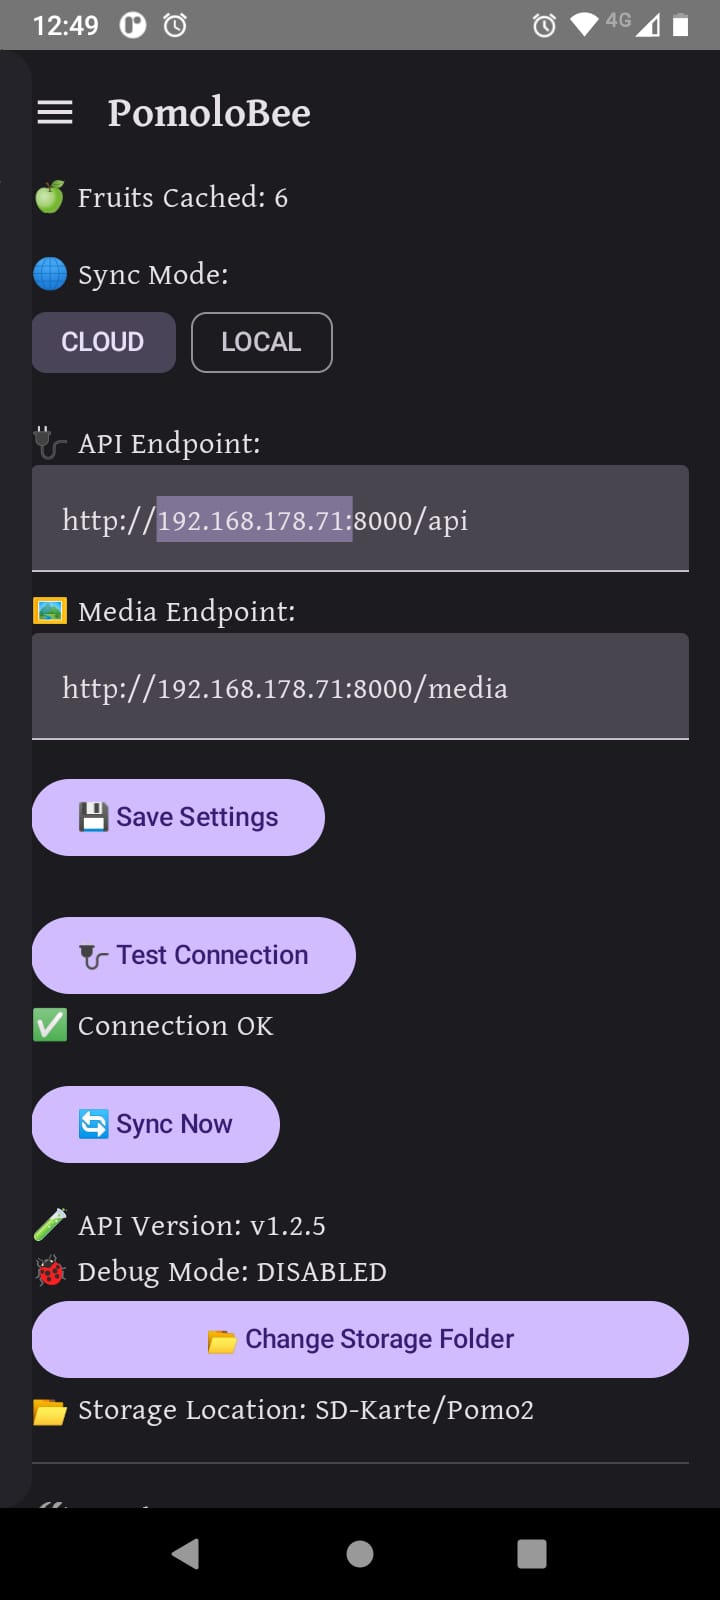 12:49
4G
PomoloBee
Fruits Cached: 6
Sync Mode:
CLOUD LOCAL
API Endpoint:
http://192.168.178.71:8000/api
Media Endpoint:
http://192.168.178.71:8000/media
Save Settings
Test Connection
Connection OK
Sync Now
API Version: v1.2.5
Debug Mode: DISABLED
Change Storage Folder
Storage Location: SD-Karte/Pomo2